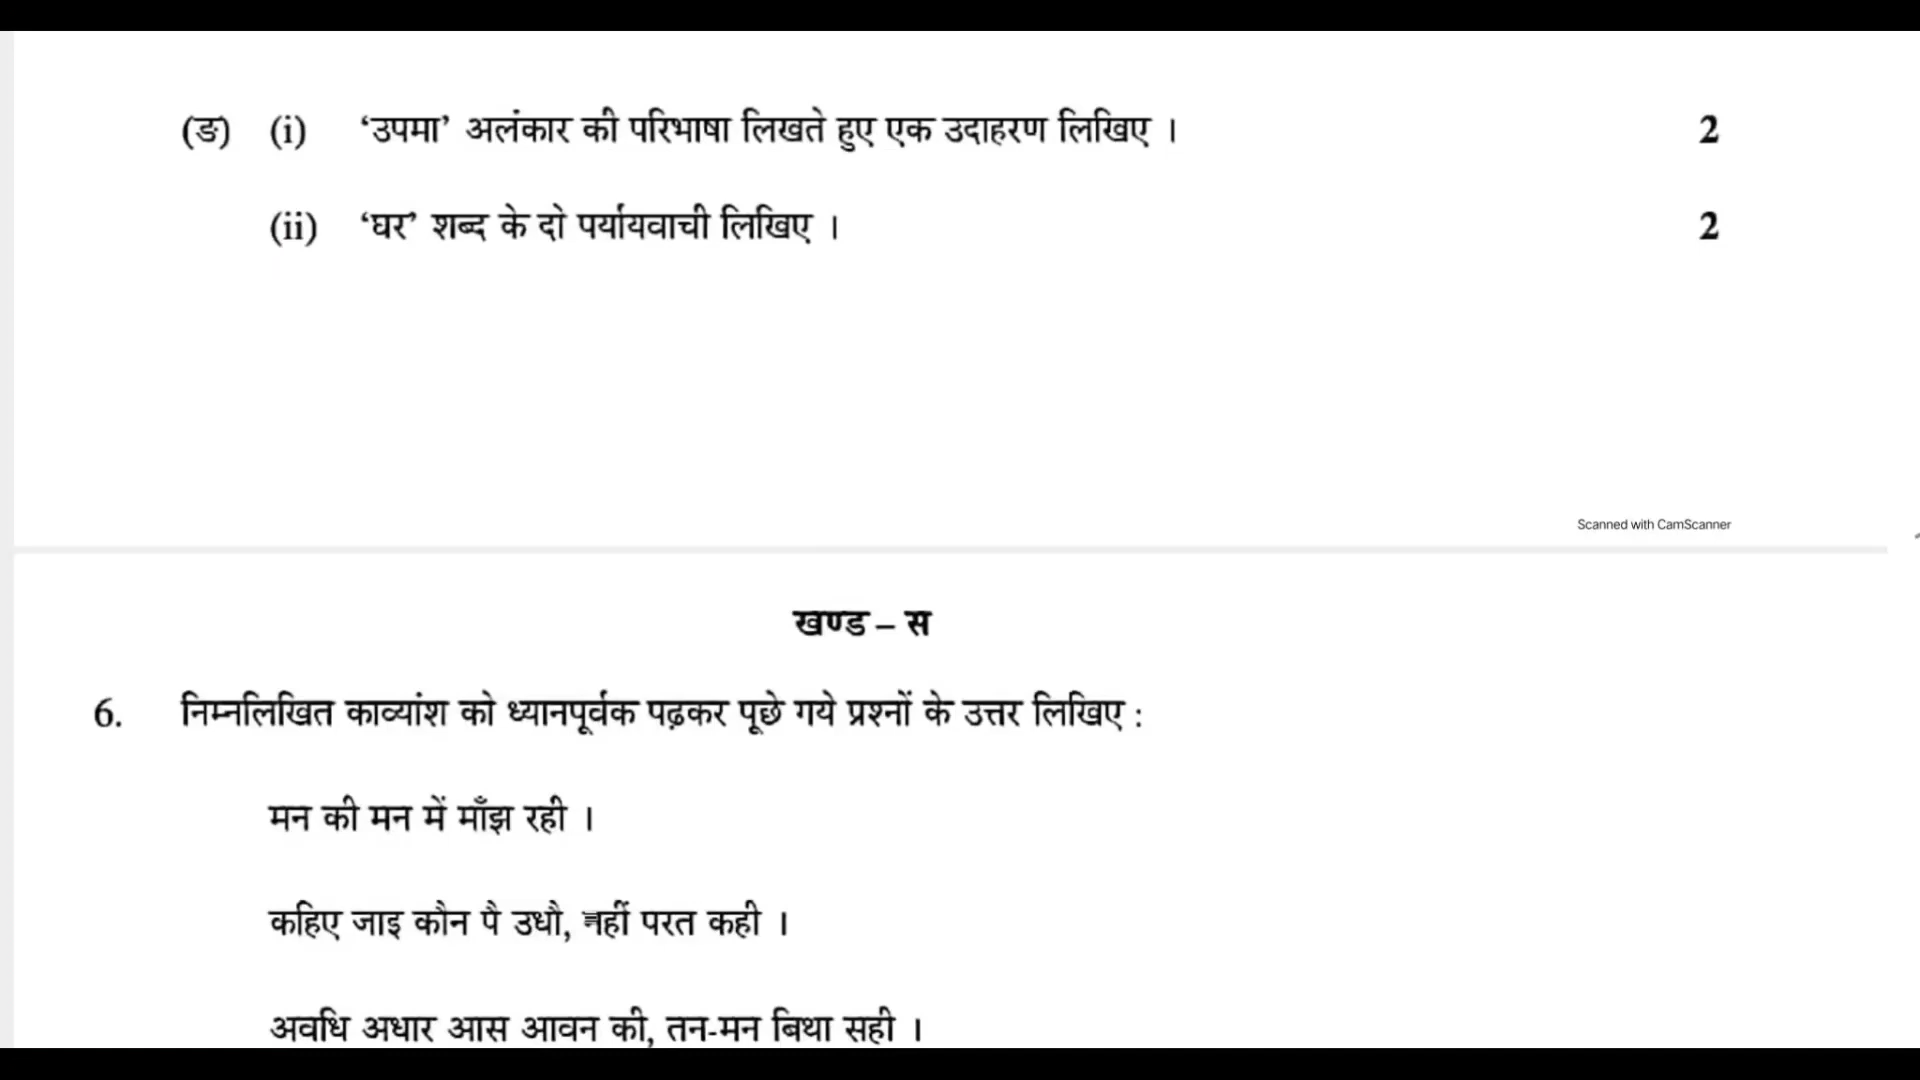 (ङ) (i) ‘उपमा’ अलंकार की परिभाषा लिखते हुए एक उदाहरण लिखिए । 2
(ii) ‘घर’ शब्द के दो पर्यायवाची लिखिए । 2
Scanned with CamScanner
खण्ड – स
6. निम्नलिखित काव्यांश को ध्यानपूर्वक पढ़कर पूछे गये प्रश्नों के उत्तर लिखिए :
मन की मन में माँझ रही ।
कहिए जाइ कौन पै उधौ, नहीं परत कही ।
अवधि अधार आस आवन की, तन-मन बिथा सही ।